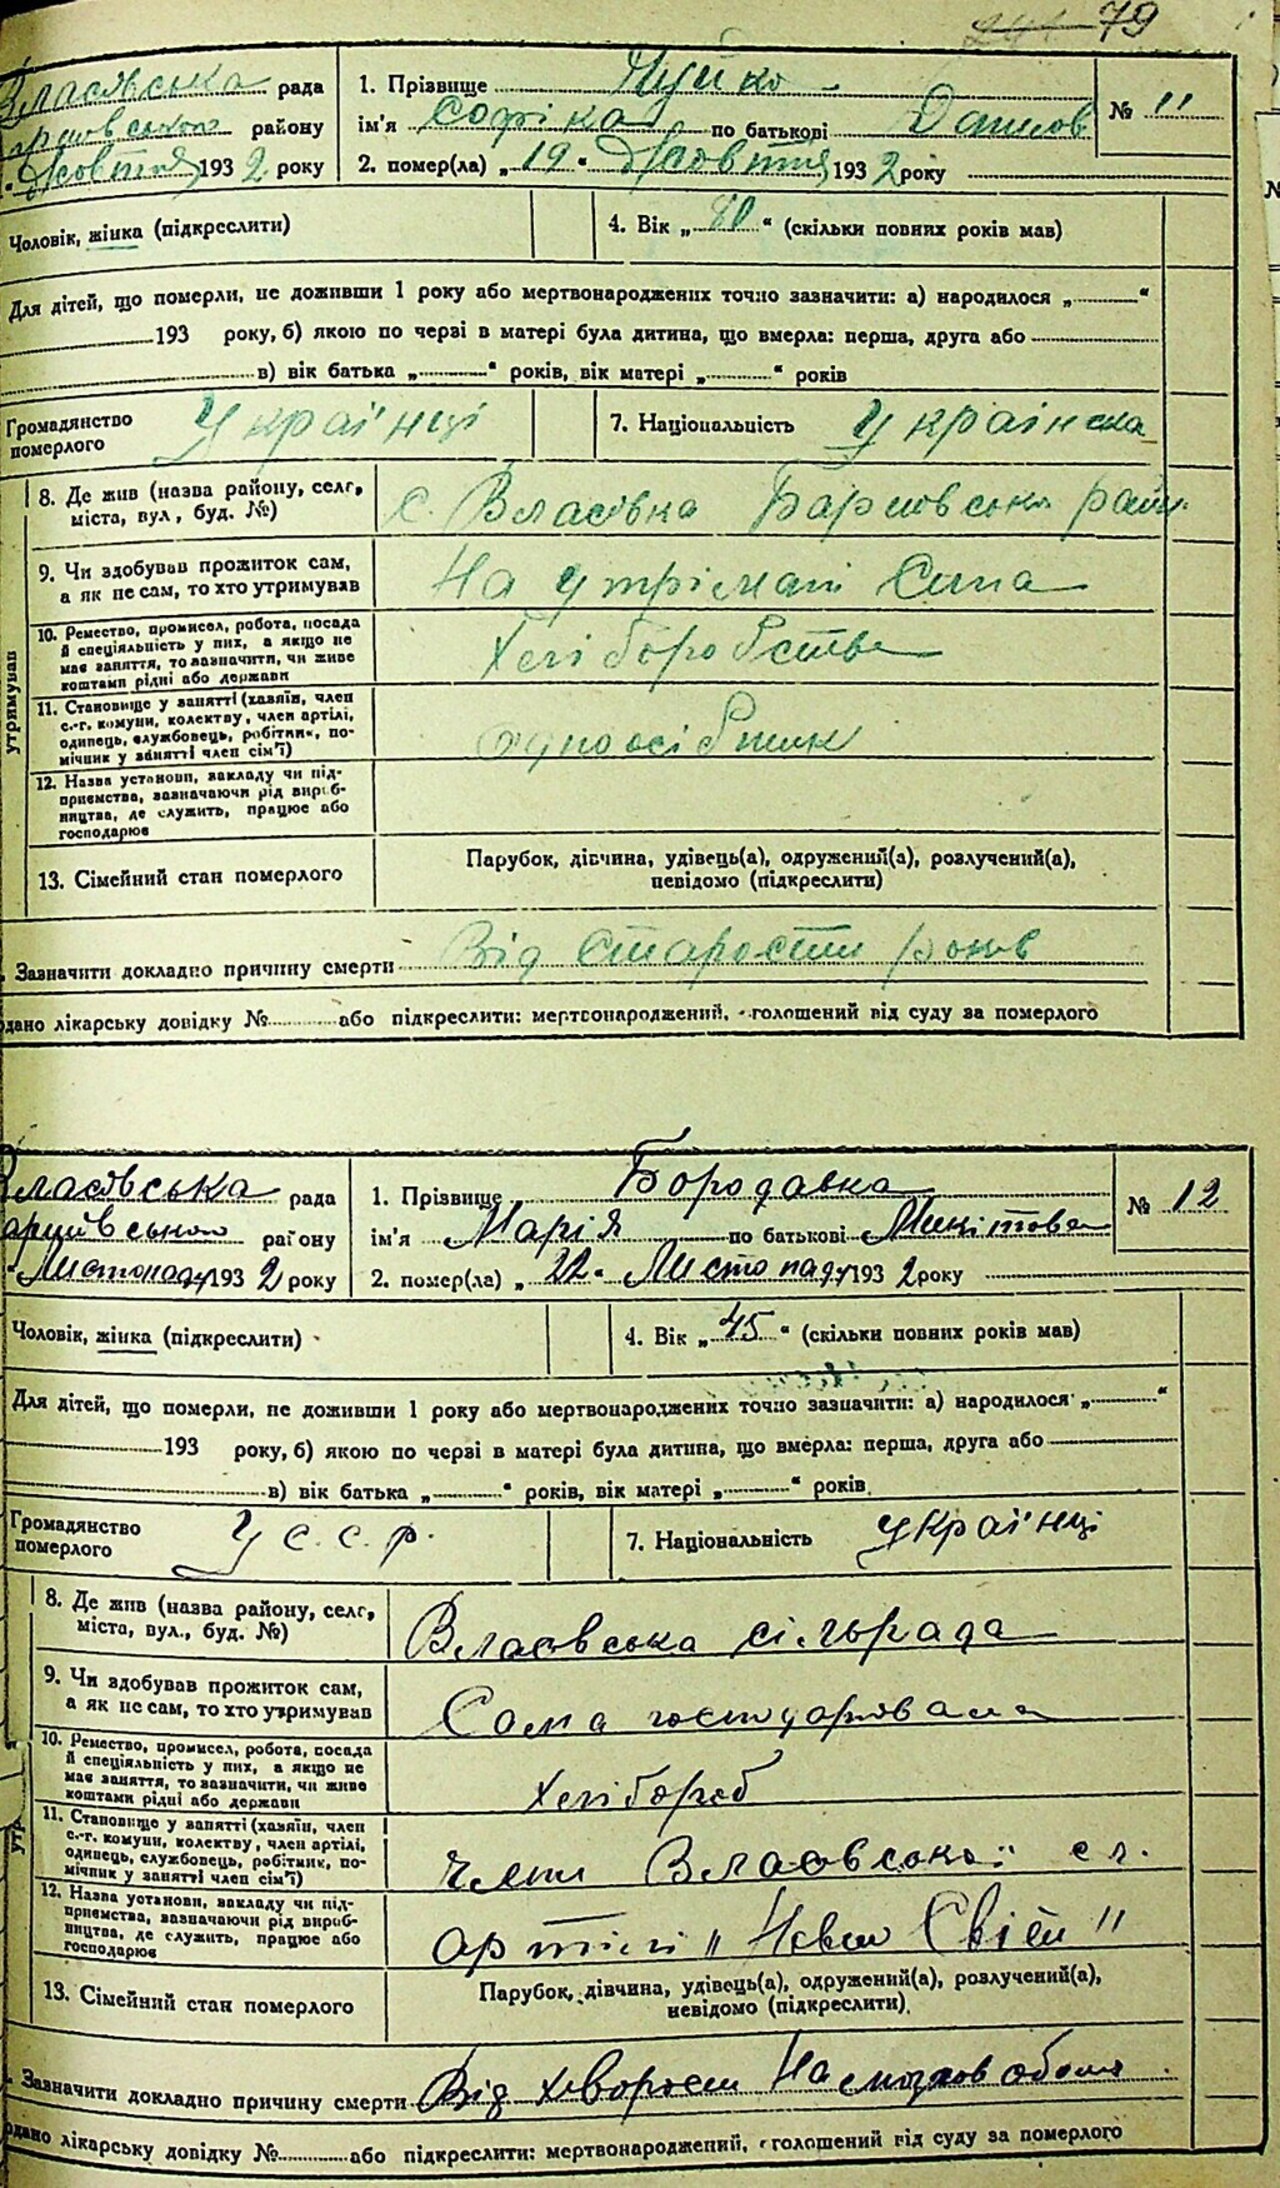 79
Власівська рада
1. Прізвище Чуйко
№ 11
району
ім'я Софіка по батькові Данилов
Жовтня 1932 року
2. помер(ла) „19“ Жовтня 1932 року
Чоловік, жінка (підкреслити)
4. Вік „80“ (скільки повних років мав)
Для дітей, що померли, не доживши 1 року або мертвонароджених точно зазначити: а) народилося „ “
193 року, б) якою по черзі в матері була дитина, що вмерла: перша, друга або
в) вік батька „ “ років, вік матері „ “ років
Громадянство померлого Українці
7. Національність Українска
8. Де жив (назва району, села, міста, вул, буд. №)
с. Власівка Баришовська район
9. Чи здобував прожиток сам, а як не сам, то хто утримував
На утрімані Сина
10. Ремество, промисел, робота, посада й спеціяльність у них, а якщо не має заняття, то зазначити, чи живе коштами рідні або держави
Хлібороbство
11. Становище у занятті (хазяїн, член с.-г. комуни, колективу, член артілі, одинець, службовець, робітник, помічник у занятті член сім'ї)
одноосібник
12. Назва установи, закладу чи підприємства, зазначаючи рід виробництва, де служить, працює або господарює
13. Сімейний стан померлого
Парубок, дівчина, удівець(а), одружений(а), розлучений(а),
невідомо (підкреслити)
Зазначити докладно причину смерти Від Старости років
дано лікарську довідку № або підкреслити: мертвонароджений, голошений від суду за померлого
утримував
Власівська рада
1. Прізвище Бородавка
№ 12
району
ім'я Марія по батькові Микітова
Листопаду 1932 року
2. помер(ла) „22“ Листопаду 1932 року
Чоловік, жінка (підкреслити)
4. Вік „45“ (скільки повних років мав)
Для дітей, що померли, не доживши 1 року або мертвонароджених точно зазначити: а) народилося „ “
193 року, б) якою по черзі в матері була дитина, що вмерла: перша, друга або
в) вік батька „ “ років, вік матері „ “ років
Громадянство померлого У с.с.р.
7. Національність Українці
8. Де жив (назва району, села, міста, вул., буд. №)
Власівська сільрада
9. Чи здобував прожиток сам, а як не сам, то хто утримував
Сама господарювала
10. Ремество, промисел, робота, посада й спеціяльність у них, а якщо не має заняття, то зазначити, чи живе коштами рідні або держави
Хлібороб
11. Становище у занятті (хазяїн, член с.-г. комуни, колективу, член артілі, одинець, службовець, робітник, помічник у занятті член сім'ї)
член Власівської с г.
12. Назва установи, закладу чи підприємства, зазначаючи рід виробництва, де служить, працює або господарює
артілі „Новий Світ"
13. Сімейний стан померлого
Парубок, дівчина, удівець(а), одружений(а), розлучений(а),
невідомо (підкреслити).
Зазначити докладно причину смерти Від Хвороби На
дано лікарську довідку № або підкреслити: мертвонароджений, голошений від суду за померлого